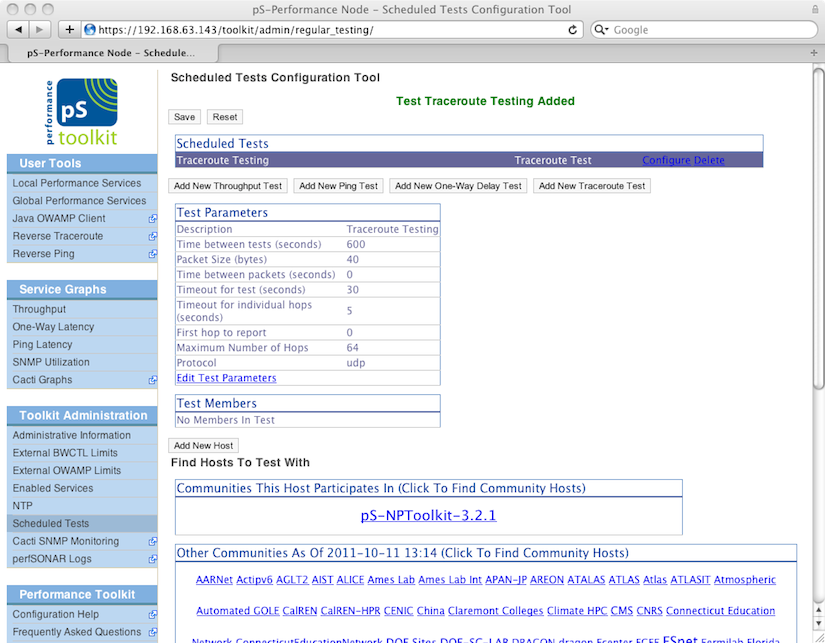 pS-Performance Node - Scheduled Tests Configuration Tool
https://192.168.63.143/toolkit/admin/regular_testing/
Google
pS-Performance Node - Schedule...
performance
pS
toolkit
User Tools
Local Performance Services
Global Performance Services
Java OWAMP Client
Reverse Traceroute
Reverse Ping
Service Graphs
Throughput
One-Way Latency
Ping Latency
SNMP Utilization
Cacti Graphs
Toolkit Administration
Administrative Information
External BWCTL Limits
External OWAMP Limits
Enabled Services
NTP
Scheduled Tests
Cacti SNMP Monitoring
perfSONAR Logs
Performance Toolkit
Configuration Help
Frequently Asked Questions
Scheduled Tests Configuration Tool
Test Traceroute Testing Added
Save Reset
Scheduled Tests
Traceroute Testing Traceroute Test Configure Delete
Add New Throughput Test Add New Ping Test Add New One-Way Delay Test Add New Traceroute Test
Test Parameters
Description Traceroute Testing
Time between tests (seconds) 600
Packet Size (bytes) 40
Time between packets (seconds) 0
Timeout for test (seconds) 30
Timeout for individual hops
(seconds) 5
First hop to report 0
Maximum Number of Hops 64
Protocol udp
Edit Test Parameters
Test Members
No Members In Test
Add New Host
Find Hosts To Test With
Communities This Host Participates In (Click To Find Community Hosts)
pS-NPToolkit-3.2.1
Other Communities As Of 2011-10-11 13:14 (Click To Find Community Hosts)
AARNet Actipv6 AGLT2 AIST ALICE Ames Lab Ames Lab Int APAN-JP AREON ATALAS ATLAS Atlas ATLASIT Atmospheric
Automated GOLE CalREN CalREN-HPR CENIC China Claremont Colleges Climate HPC CMS CNRS Connecticut Education
Network ConnecticutEducationNetwork DOE Sites DOE-SC-LAB DRAGON dragon Esenter FGFE ESnet Fermilab Florida